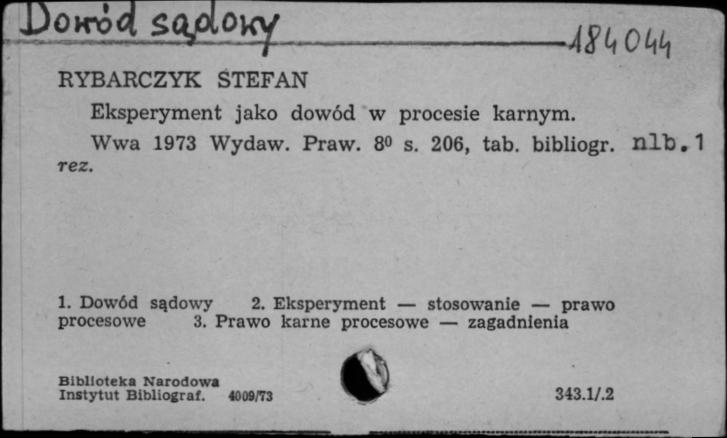 Dowód sądowy
184044
RYBARCZYK STEFAN
Eksperyment jako dowód w procesie karnym.
Wwa 1973 Wydaw. Praw. 8⁰ s. 206, tab. bibliogr. nlb. 1
rez.
1. Dowód sądowy 2. Eksperyment — stosowanie — prawo
procesowe 3. Prawo karne procesowe — zagadnienia
Biblioteka Narodowa
Instytut Bibliograf. 4009/73
343.1/.2